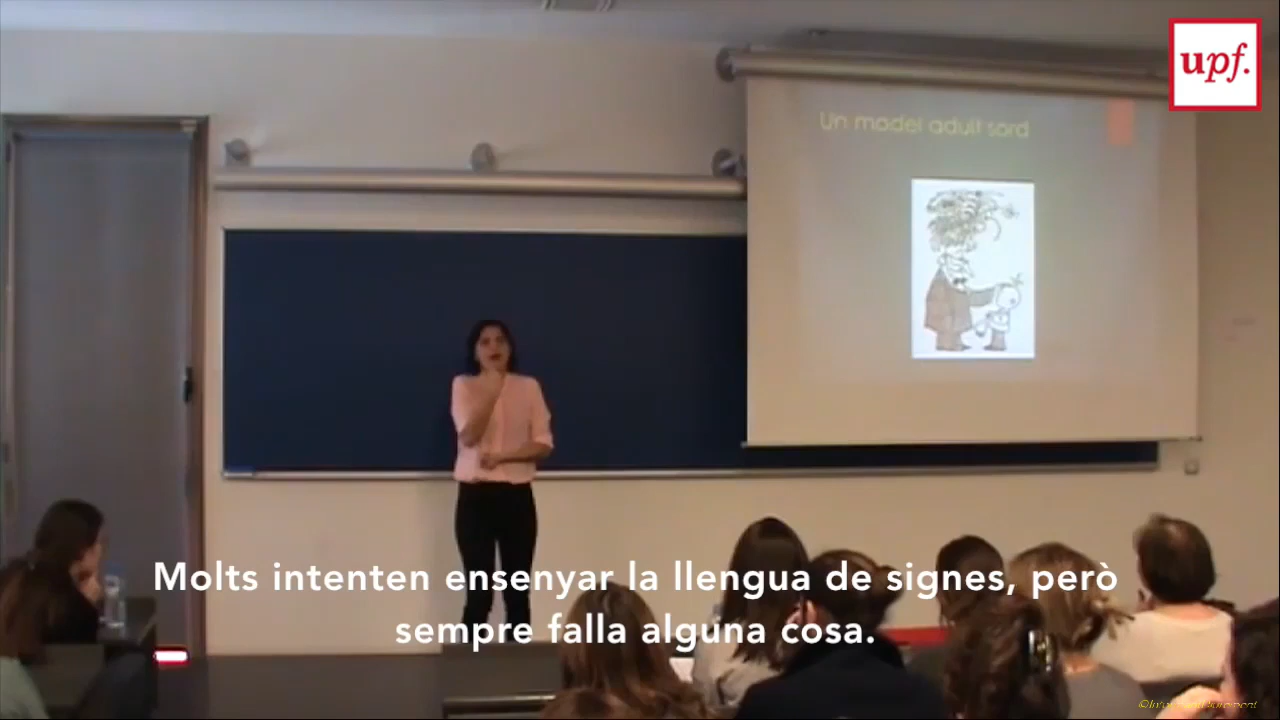 upf.
Un model adult sord
Molts intenten ensenyar la llengua de signes, però
sempre falla alguna cosa.